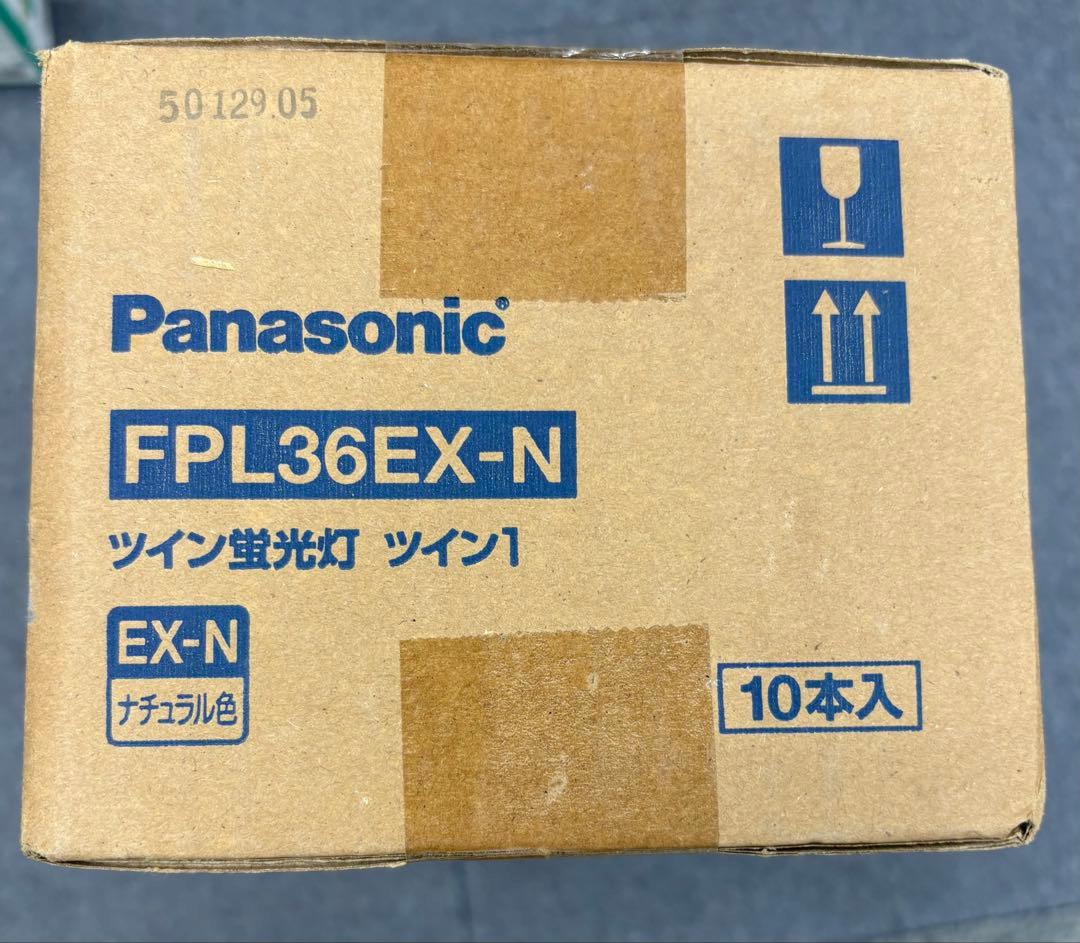 50129.05
Panasonic®
FPL36EX-N
ツイン蛍光灯 ツイン1
EX-N
ナチュラル色
10本入